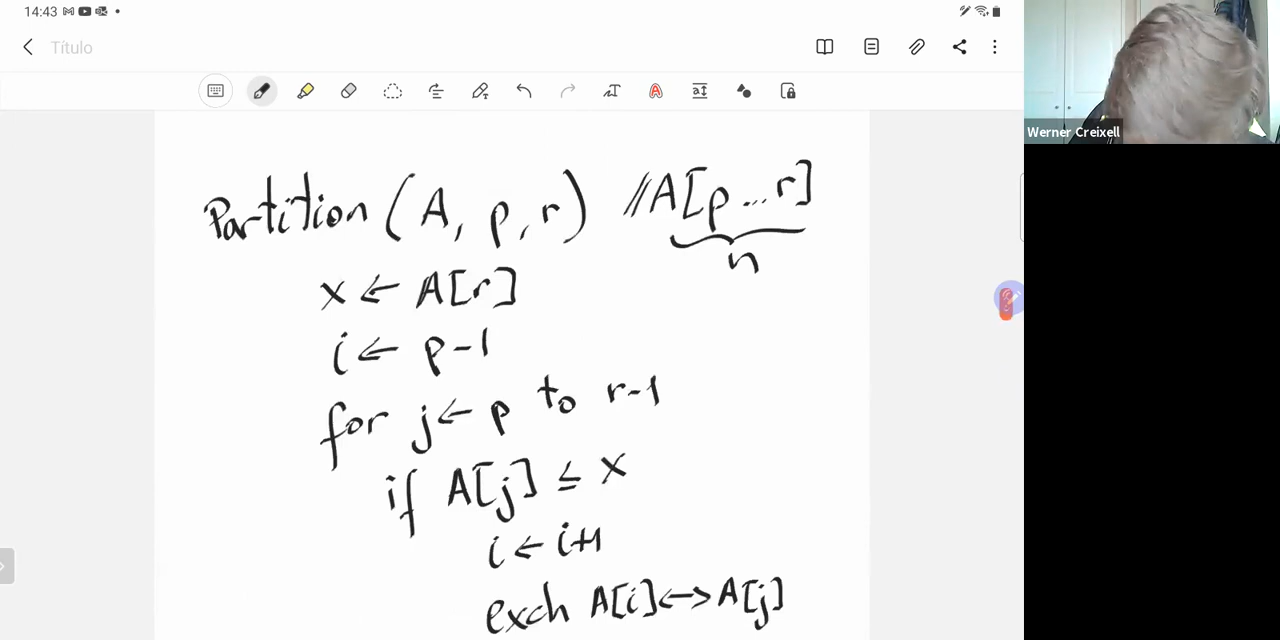 14:43
Título
Werner Creixell
Partition (A, p, r) //A[p...r]
n
x ← A[r]
i ← p-1
for j ← p to r-1
if A[j] ≤ x
i ← i+1
exch A[i] ↔ A[j]